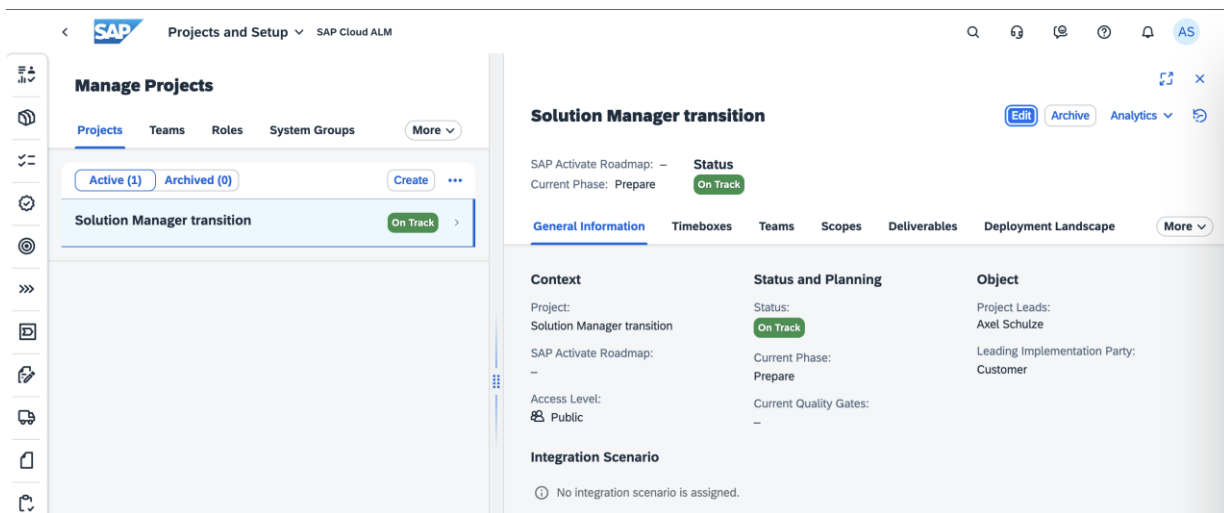 SAP Projects and Setup SAP Cloud ALM AS
Manage Projects
Projects Teams Roles System Groups More
Active (1) Archived (0) Create
Solution Manager transition On Track
Solution Manager transition Edit Archive Analytics
SAP Activate Roadmap: – Status
Current Phase: Prepare On Track
General Information Timeboxes Teams Scopes Deliverables Deployment Landscape More
Context Status and Planning Object
Project: Status: Project Leads:
Solution Manager transition On Track Axel Schulze
SAP Activate Roadmap: Current Phase: Leading Implementation Party:
– Prepare Customer
Access Level: Current Quality Gates:
Public –
Integration Scenario
No integration scenario is assigned.